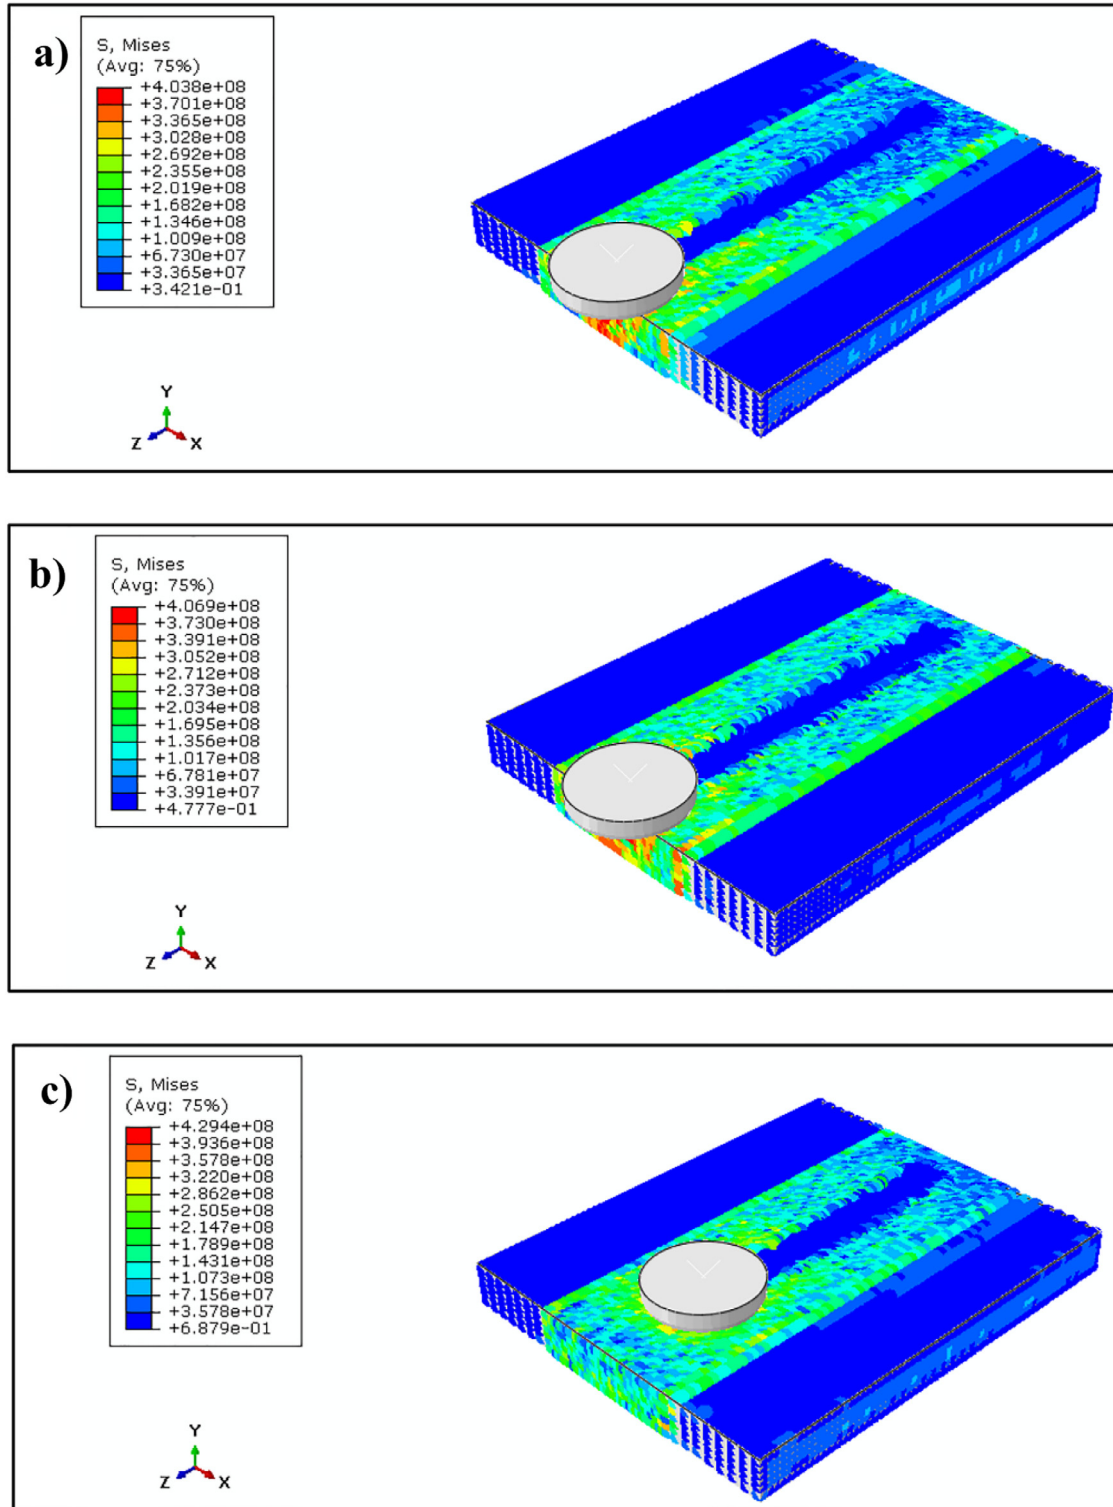 a)
S, Mises
(Avg: 75%)
+4.038e+08
+3.701e+08
+3.365e+08
+3.028e+08
+2.692e+08
+2.355e+08
+2.019e+08
+1.682e+08
+1.346e+08
+1.009e+08
+6.730e+07
+3.365e+07
+3.421e-01
Y
Z X
b)
S, Mises
(Avg: 75%)
+4.069e+08
+3.730e+08
+3.391e+08
+3.052e+08
+2.712e+08
+2.373e+08
+2.034e+08
+1.695e+08
+1.356e+08
+1.017e+08
+6.781e+07
+3.391e+07
+4.777e-01
Y
Z X
c)
S, Mises
(Avg: 75%)
+4.294e+08
+3.936e+08
+3.578e+08
+3.220e+08
+2.862e+08
+2.505e+08
+2.147e+08
+1.789e+08
+1.431e+08
+1.073e+08
+7.156e+07
+3.578e+07
+6.879e-01
Y
Z X